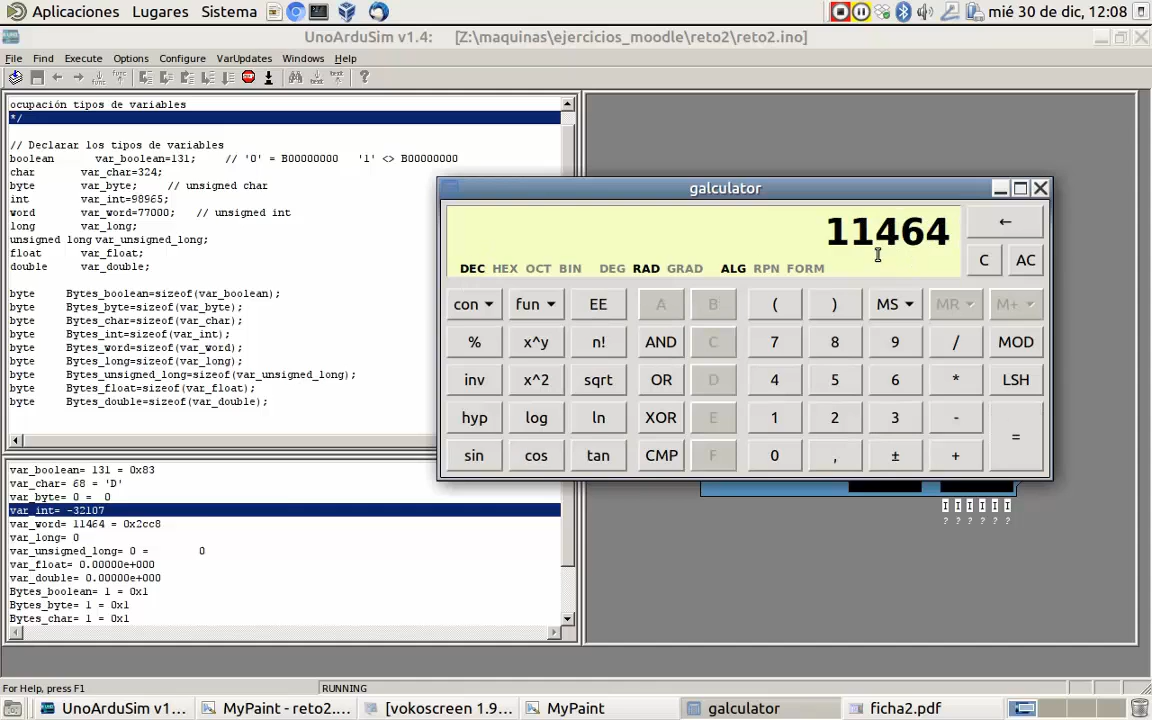 Aplicaciones Lugares Sistema mié 30 de dic, 12:08
UnoArduSim v1.4: [Z:\maquinas\ejercicios_moodle\reto2\reto2.ino]
File Find Execute Options Configure VarUpdates Windows Help
ocupación tipos de variables
*/
// Declarar los tipos de variables
boolean var_boolean=131; // '0' = B00000000 '1' <> B00000000
char var_char=324;
byte var_byte; // unsigned char
int var_int=98965;
word var_word=77000; // unsigned int
long var_long;
unsigned long var_unsigned_long;
float var_float;
double var_double;
byte Bytes_boolean=sizeof(var_boolean);
byte Bytes_byte=sizeof(var_byte);
byte Bytes_char=sizeof(var_char);
byte Bytes_int=sizeof(var_int);
byte Bytes_word=sizeof(var_word);
byte Bytes_long=sizeof(var_long);
byte Bytes_unsigned_long=sizeof(var_unsigned_long);
byte Bytes_float=sizeof(var_float);
byte Bytes_double=sizeof(var_double);
galculator
11464
DEC HEX OCT BIN DEG RAD GRAD ALG RPN FORM
← C AC
con fun EE A B ( ) MS MR M+
% x^y n! AND C 7 8 9 / MOD
inv x^2 sqrt OR D 4 5 6 * LSH
hyp log ln XOR E 1 2 3 - =
sin cos tan CMP F 0 , ± +
var_boolean= 131 = 0x83
var_char= 68 = 'D'
var_byte= 0 = 0
var_int= -32107
var_word= 11464 = 0x2cc8
var_long= 0
var_unsigned_long= 0 = 0
var_float= 0.00000e+000
var_double= 0.00000e+000
Bytes_boolean= 1 = 0x1
Bytes_byte= 1 = 0x1
Bytes_char= 1 = 0x1
I I I I I I
? ? ? ? ? ?
For Help, press F1 RUNNING
UnoArduSim v1... MyPaint - reto2.... [vokoscreen 1.9... MyPaint galculator ficha2.pdf